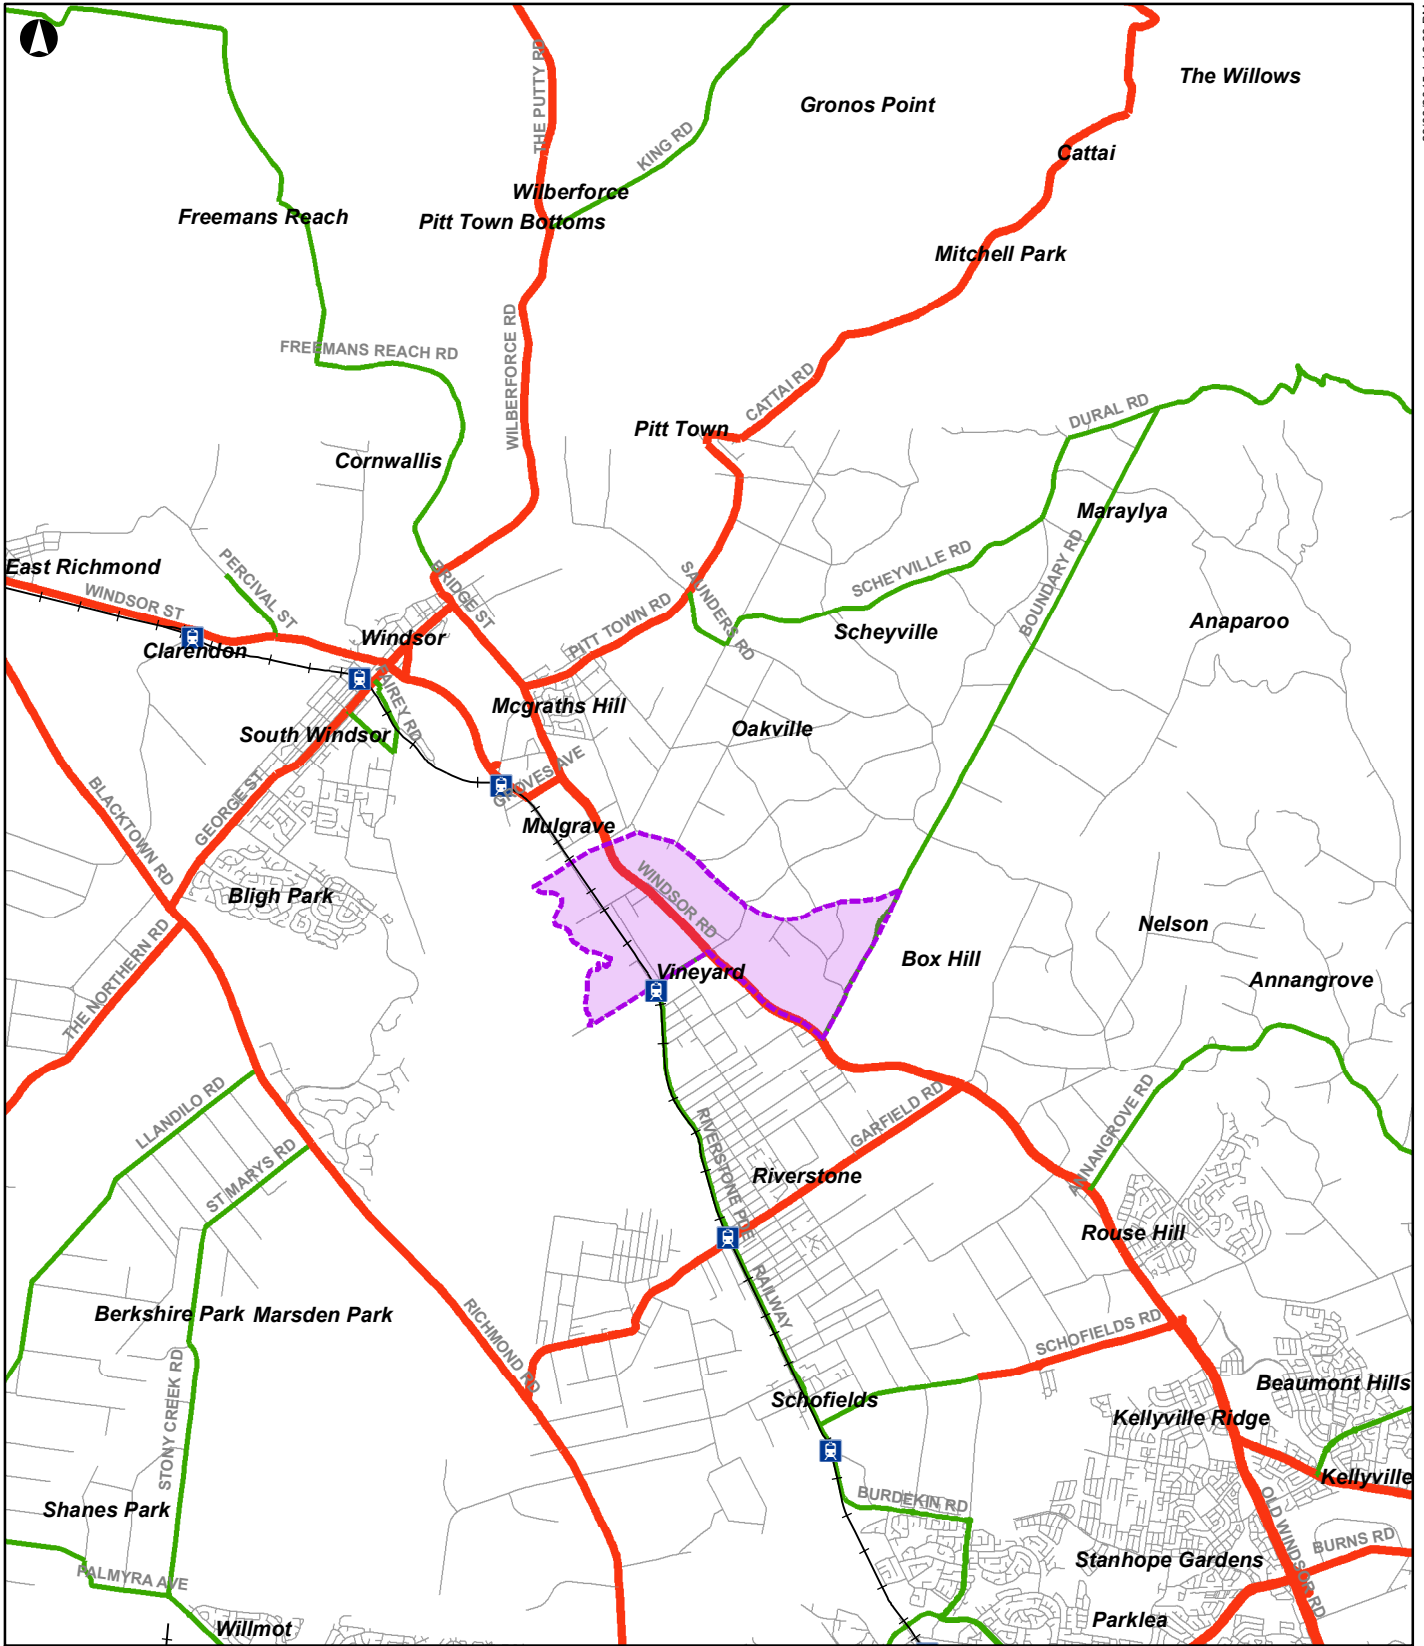 The Willows
Gronos Point
THE PUTTY RD
KING RD
Cattai
Wilberforce
Freemans Reach
Pitt Town Bottoms
Mitchell Park
WILBERFORCE RD
FREEMANS REACH RD
CATTAI RD
DURAL RD
Pitt Town
Cornwallis
Maraylya
East Richmond
PERCIVAL ST
BRIDGE ST
SCHEYVILLE RD
BOUNDARY RD
WINDSOR ST
SAUNDERS RD
PITT TOWN RD
Anaparoo
Scheyville
Windsor
Clarendon
FAIREY RD
Mcgraths Hill
Oakville
South Windsor
GROVES AVE
BLACKTOWN RD
GEORGE ST
Mulgrave
Bligh Park
WINDSOR RD
Nelson
THE NORTHERN RD
Box Hill
Vineyard
Annangrove
LLANDILO RD
GARFIELD RD
ANNANGROVE RD
ST MARYS RD
RIVERSTONE PDE
Riverstone
Rouse Hill
RAILWAY
Berkshire Park
Marsden Park
RICHMOND RD
SCHOFIELDS RD
STONY CREEK RD
Beaumont Hills
Schofields
Kellyville Ridge
Kellyville
Shanes Park
BURDEKIN RD
OLD WINDSOR RD
BURNS RD
Stanhope Gardens
PALMYRA AVE
Parklea
Willmot